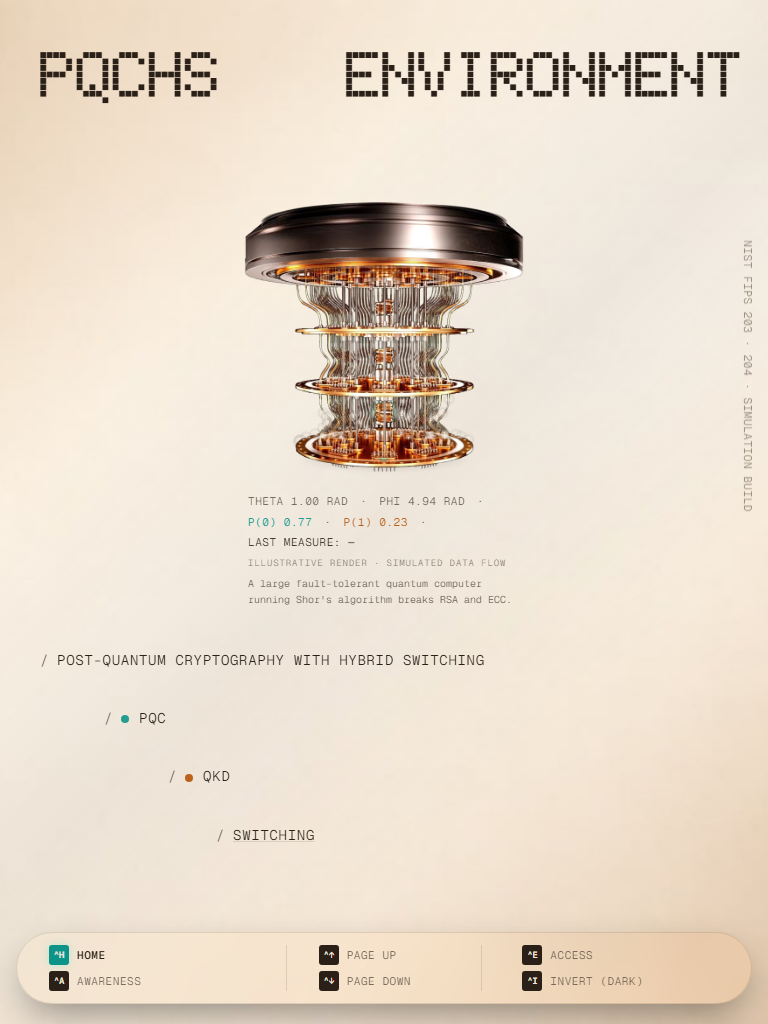 PQCHS ENVIRONMENT
NIST FIPS 203 · 204 · SIMULATION BUILD
THETA 1.00 RAD · PHI 4.94 RAD ·
P(0) 0.77 · P(1) 0.23 ·
LAST MEASURE: —
ILLUSTRATIVE RENDER · SIMULATED DATA FLOW
A large fault-tolerant quantum computer
running Shor's algorithm breaks RSA and ECC.
/ POST-QUANTUM CRYPTOGRAPHY WITH HYBRID SWITCHING
/ ● PQC
/ ● QKD
/ SWITCHING
^H HOME
^A AWARENESS
^↑ PAGE UP
^↓ PAGE DOWN
^E ACCESS
^I INVERT (DARK)